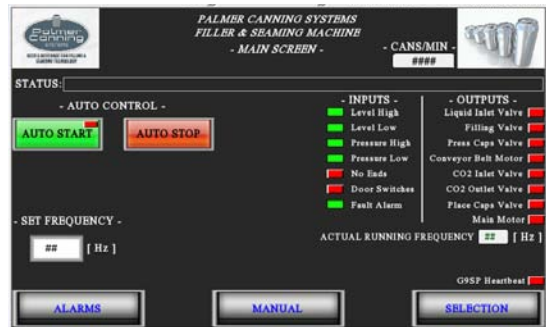 Palmer
Canning
SYSTEMS
PALMER CANNING SYSTEMS
FILLER & SEAMING MACHINE
- MAIN SCREEN -
- CANS/MIN -
####
STATUS:
- AUTO CONTROL -
AUTO START
AUTO STOP
- INPUTS -
Level High
Level Low
Pressure High
Pressure Low
No Ends
Door Switches
Fault Alarm
- OUTPUTS -
Liquid Inlet Valve
Filling Valve
Press Caps Valve
Conveyor Belt Motor
CO2 Inlet Valve
CO2 Outlet Valve
Place Caps Valve
Main Motor
- SET FREQUENCY -
## [ Hz ]
ACTUAL RUNNING FREQUENCY ## [ Hz ]
G9SP Heartbeat
ALARMS
MANUAL
SELECTION